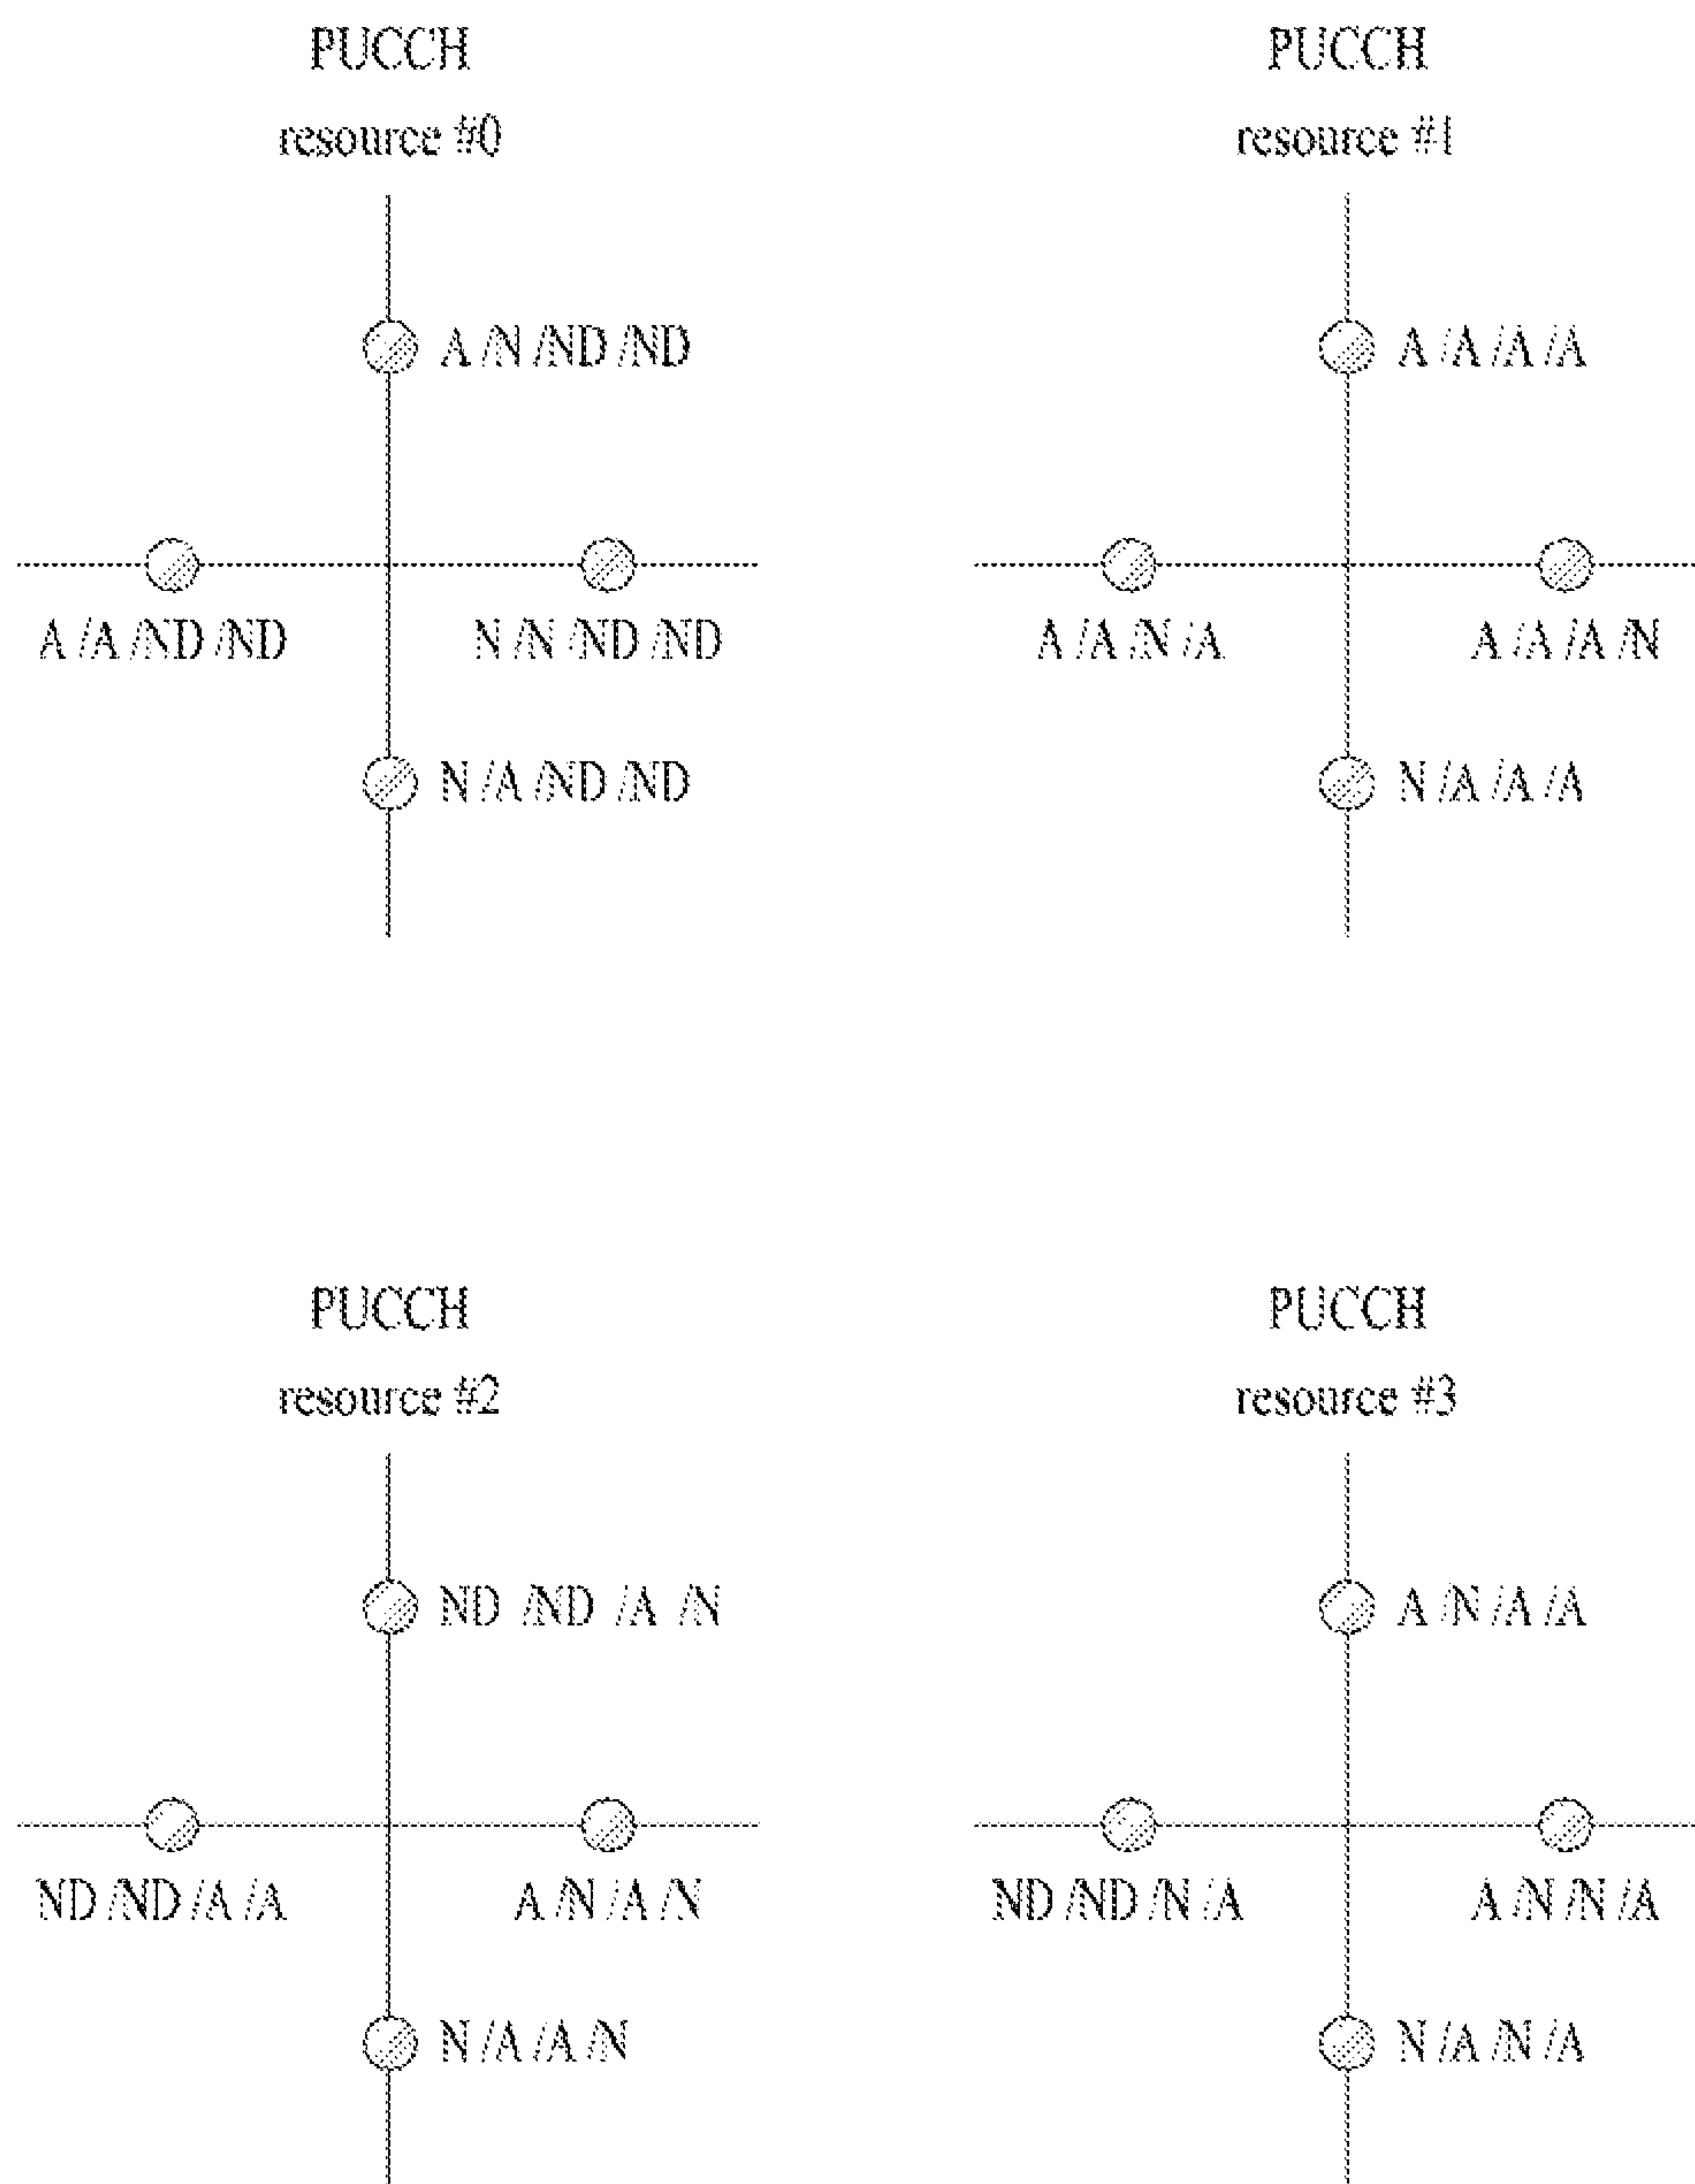 PUCCH
resource #0
A /N /ND /ND
A /A /ND /ND
N /N /ND /ND
N /A /ND /ND
PUCCH
resource #1
A /A /A /A
A /A /N /A
A /A /A /N
N /A /A /A
PUCCH
resource #2
ND /ND /A /N
ND /ND /A /A
A /N /A /N
N /A /A /N
PUCCH
resource #3
A /N /A /A
ND /ND /N /A
A /N /N /A
N /A /N /A